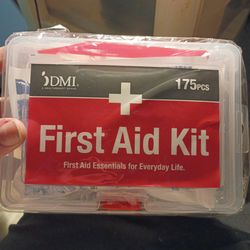 DMI
175PCS
First Aid Kit
First Aid Essentials for Everyday Life.